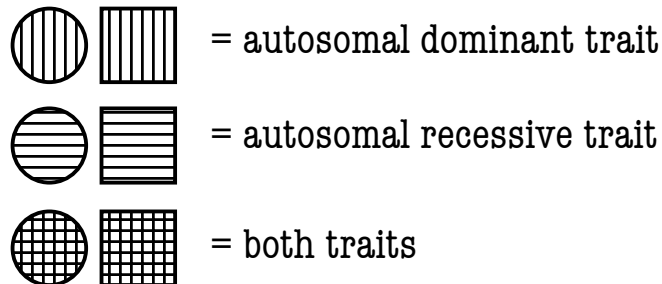 = autosomal dominant trait
= autosomal recessive trait
= both traits